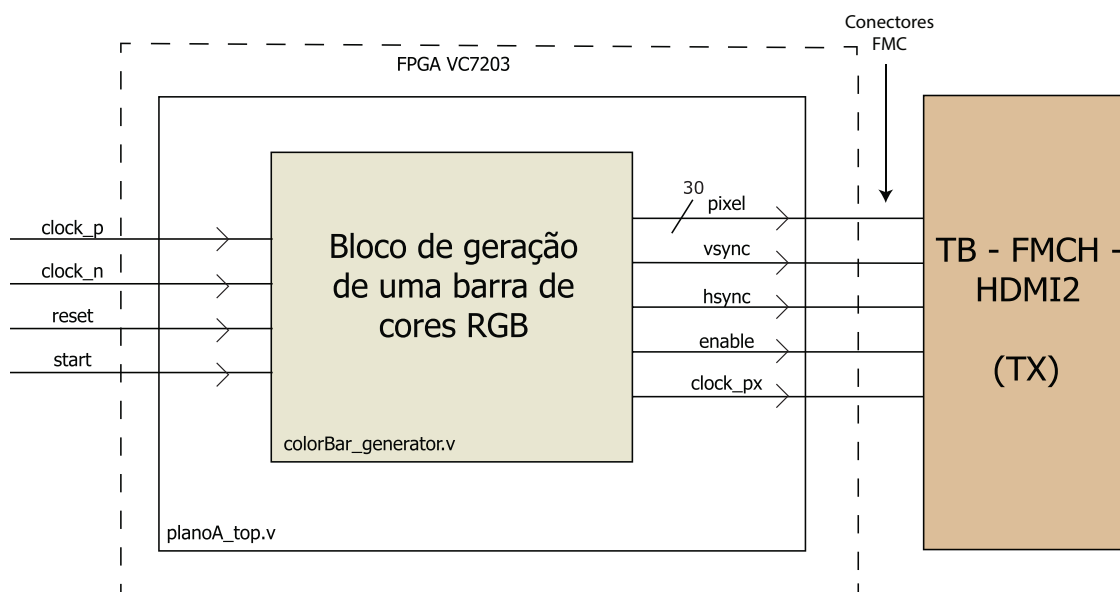 Conectores
FMC
FPGA VC7203
clock_p
clock_n
reset
start
Bloco de geração
de uma barra de
cores RGB
colorBar_generator.v
planoA_top.v
30
pixel
vsync
hsync
enable
clock_px
TB - FMCH -
HDMI2
(TX)